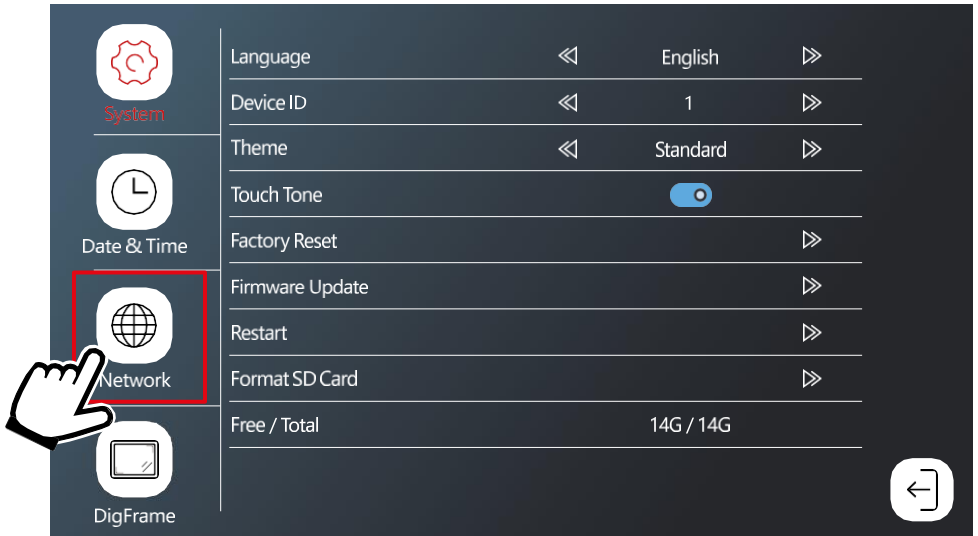 System
Date & Time
Network
DigFrame
Language English
Device ID 1
Theme Standard
Touch Tone
Factory Reset
Firmware Update
Restart
Format SD Card
Free / Total 14G / 14G